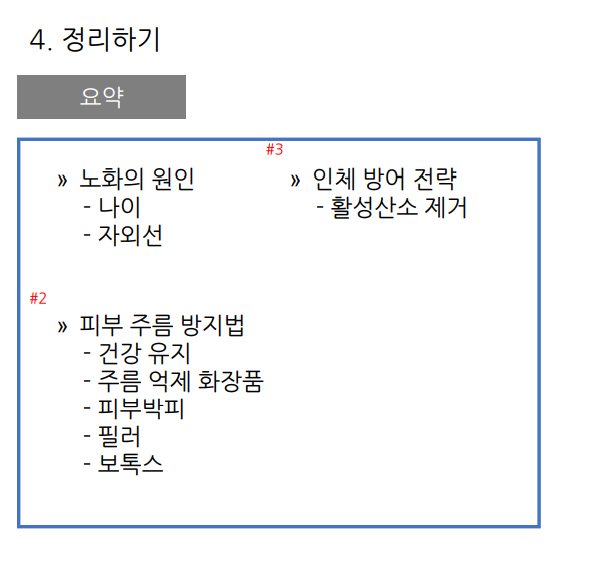 4. 정리하기
요약
» 노화의 원인
- 나이
- 자외선
#3
» 인체 방어 전략
- 활성산소 제거
#2
» 피부 주름 방지법
- 건강 유지
- 주름 억제 화장품
- 피부박피
- 필러
- 보톡스